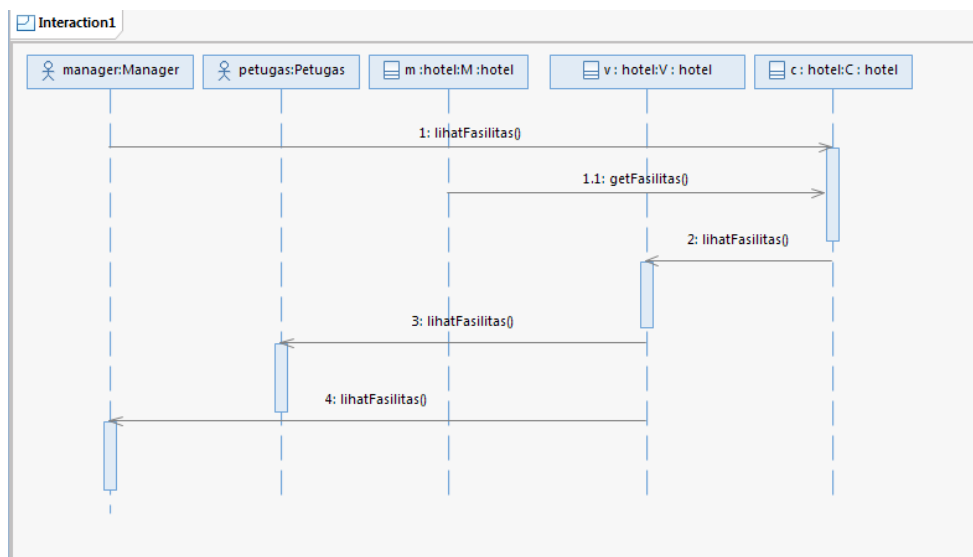 Interaction1
manager:Manager
petugas:Petugas
m :hotel:M :hotel
v : hotel:V : hotel
c : hotel:C : hotel
1: lihatFasilitas()
1.1: getFasilitas()
2: lihatFasilitas()
3: lihatFasilitas()
4: lihatFasilitas()